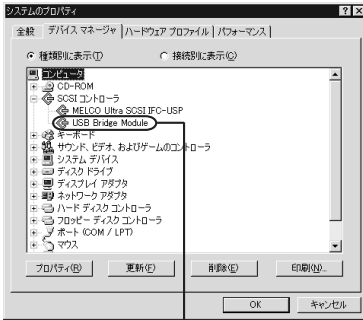 システムのプロパティ
全般 デバイス マネージャ ハードウェア プロファイル パフォーマンス
種類別に表示(T) 接続別に表示(C)
コンピュータ
CD-ROM
SCSI コントローラ
MELCO Ultra SCSI IFC-USP
USB Bridge Module
キーボード
サウンド、ビデオ、およびゲームのコントローラ
システム デバイス
ディスク ドライブ
ディスプレイ アダプタ
ネットワーク アダプタ
ハード ディスク コントローラ
フロッピー ディスク コントローラ
ポート (COM / LPT)
マウス
プロパティ(R) 更新(F) 削除(E) 印刷(N)...
OK キャンセル